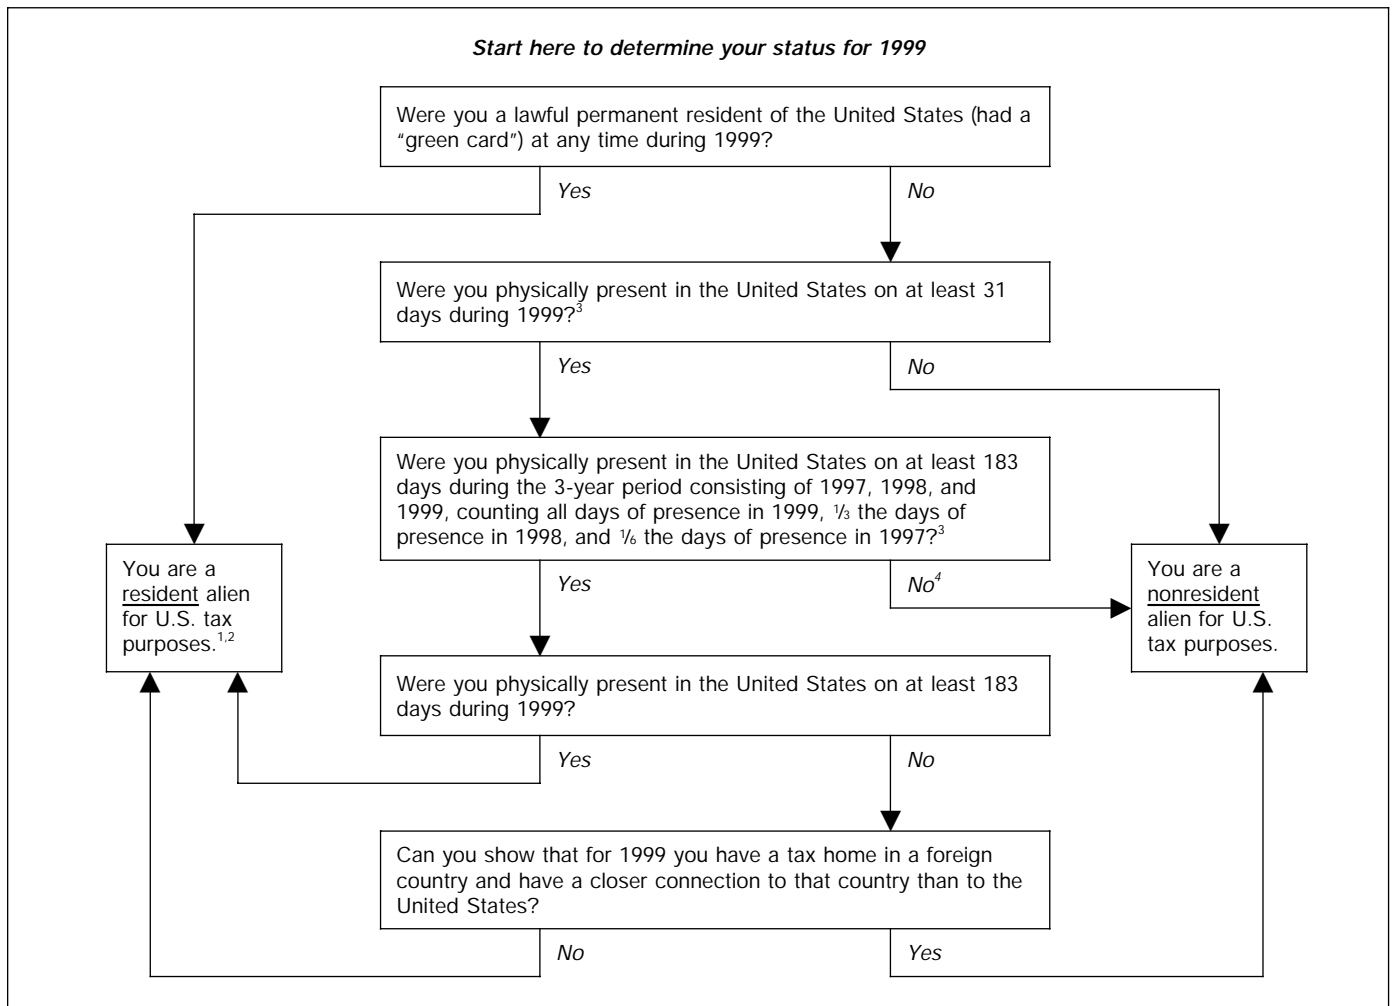 Start here to determine your status for 1999
Were you a lawful permanent resident of the United States (had a
“green card”) at any time during 1999?
Yes
No
Were you physically present in the United States on at least 31
days during 1999?³
Yes
No
Were you physically present in the United States on at least 183
days during the 3-year period consisting of 1997, 1998, and
1999, counting all days of presence in 1999, ⅓ the days of
presence in 1998, and ⅙ the days of presence in 1997?³
Yes
No⁴
You are a
resident alien
for U.S. tax
purposes.¹,²
You are a
nonresident
alien for U.S.
tax purposes.
Were you physically present in the United States on at least 183
days during 1999?
Yes
No
Can you show that for 1999 you have a tax home in a foreign
country and have a closer connection to that country than to the
United States?
No
Yes